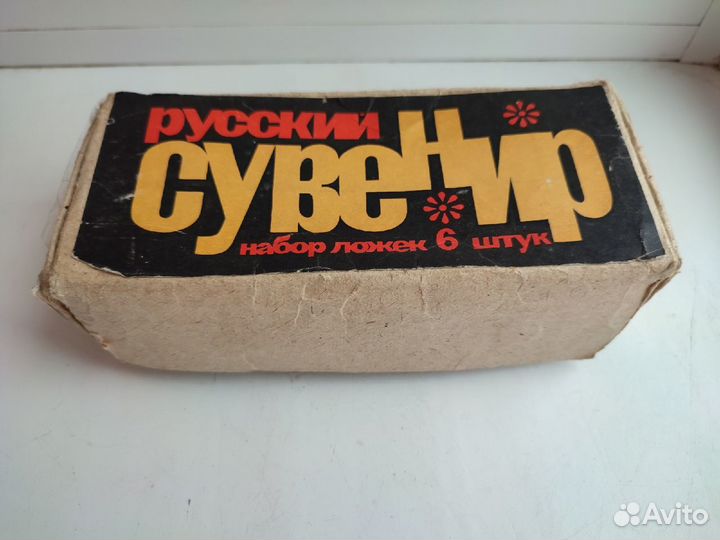 русский
сувенир
набор ложек 6 штук
Avito